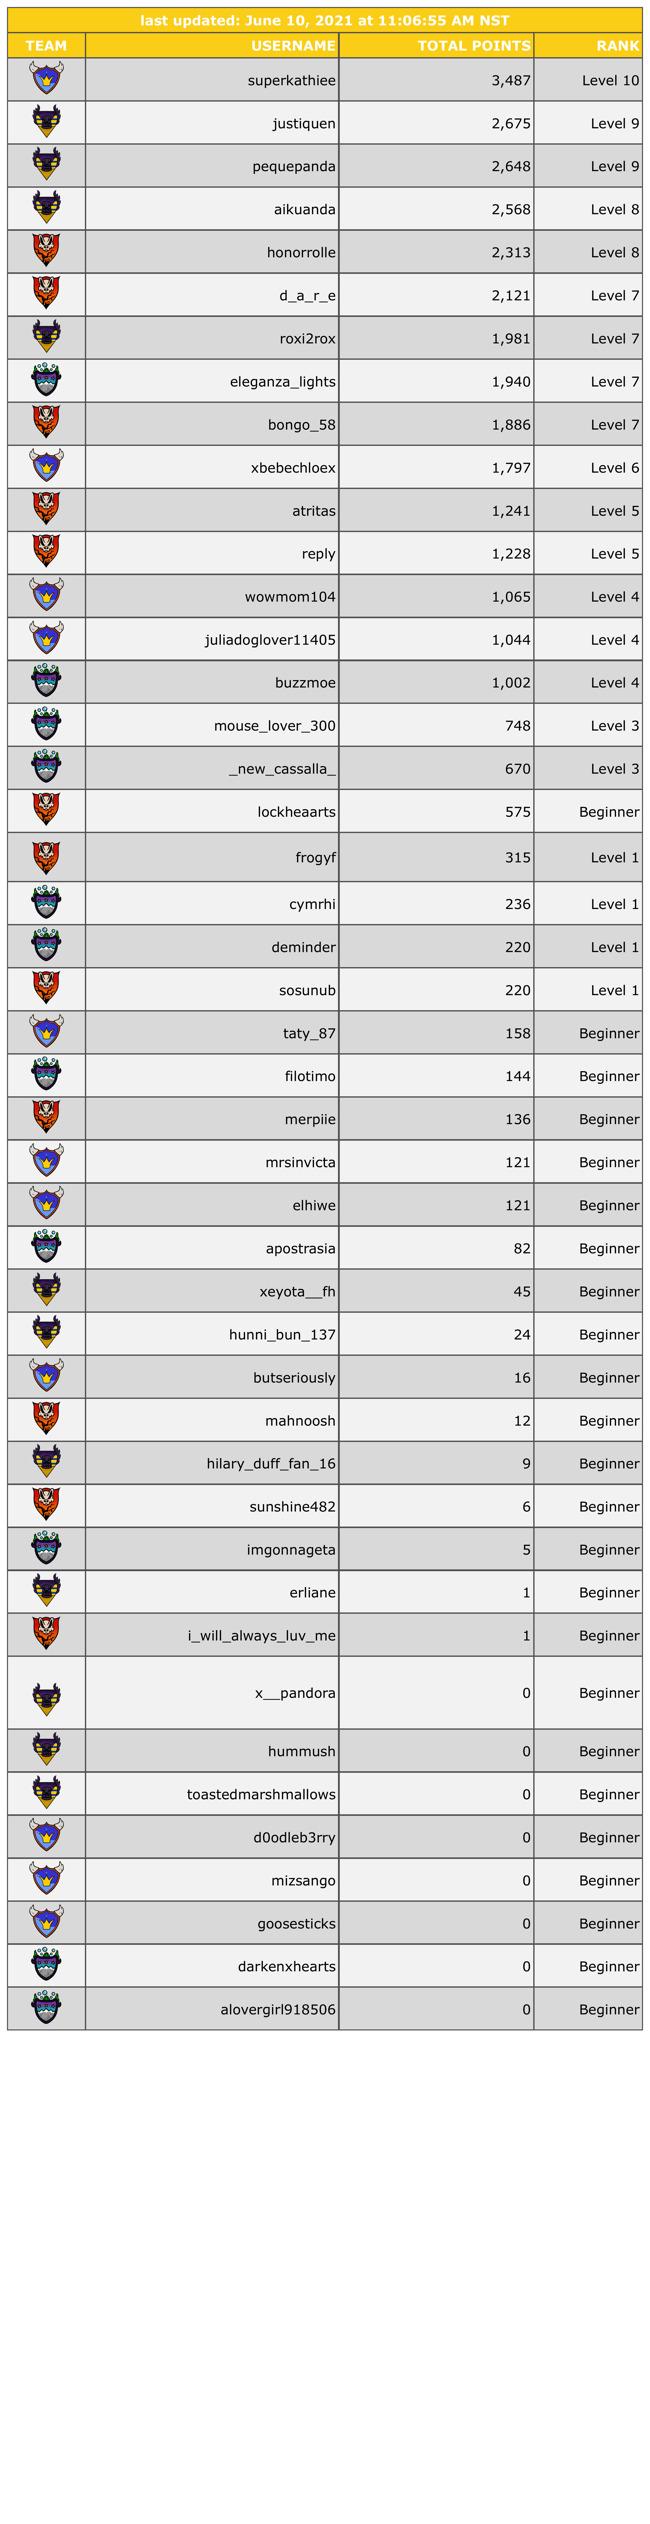 last updated: June 10, 2021 at 11:06:55 AM NST
TEAM USERNAME TOTAL POINTS RANK
superkathiee 3,487 Level 10
justiquen 2,675 Level 9
pequepanda 2,648 Level 9
aikuanda 2,568 Level 8
honorrolle 2,313 Level 8
d_a_r_e 2,121 Level 7
roxi2rox 1,981 Level 7
eleganza_lights 1,940 Level 7
bongo_58 1,886 Level 7
xbebechloex 1,797 Level 6
atritas 1,241 Level 5
reply 1,228 Level 5
wowmom104 1,065 Level 4
juliadoglover11405 1,044 Level 4
buzzmoe 1,002 Level 4
mouse_lover_300 748 Level 3
_new_cassalla_ 670 Level 3
lockheaarts 575 Beginner
frogyf 315 Level 1
cymrhi 236 Level 1
deminder 220 Level 1
sosunub 220 Level 1
taty_87 158 Beginner
filotimo 144 Beginner
merpiie 136 Beginner
mrsinvicta 121 Beginner
elhiwe 121 Beginner
apostrasia 82 Beginner
xeyota__fh 45 Beginner
hunni_bun_137 24 Beginner
butseriously 16 Beginner
mahnoosh 12 Beginner
hilary_duff_fan_16 9 Beginner
sunshine482 6 Beginner
imgonnageta 5 Beginner
erliane 1 Beginner
i_will_always_luv_me 1 Beginner
x__pandora 0 Beginner
hummush 0 Beginner
toastedmarshmallows 0 Beginner
d0odleb3rry 0 Beginner
mizsango 0 Beginner
goosesticks 0 Beginner
darkenxhearts 0 Beginner
alovergirl918506 0 Beginner